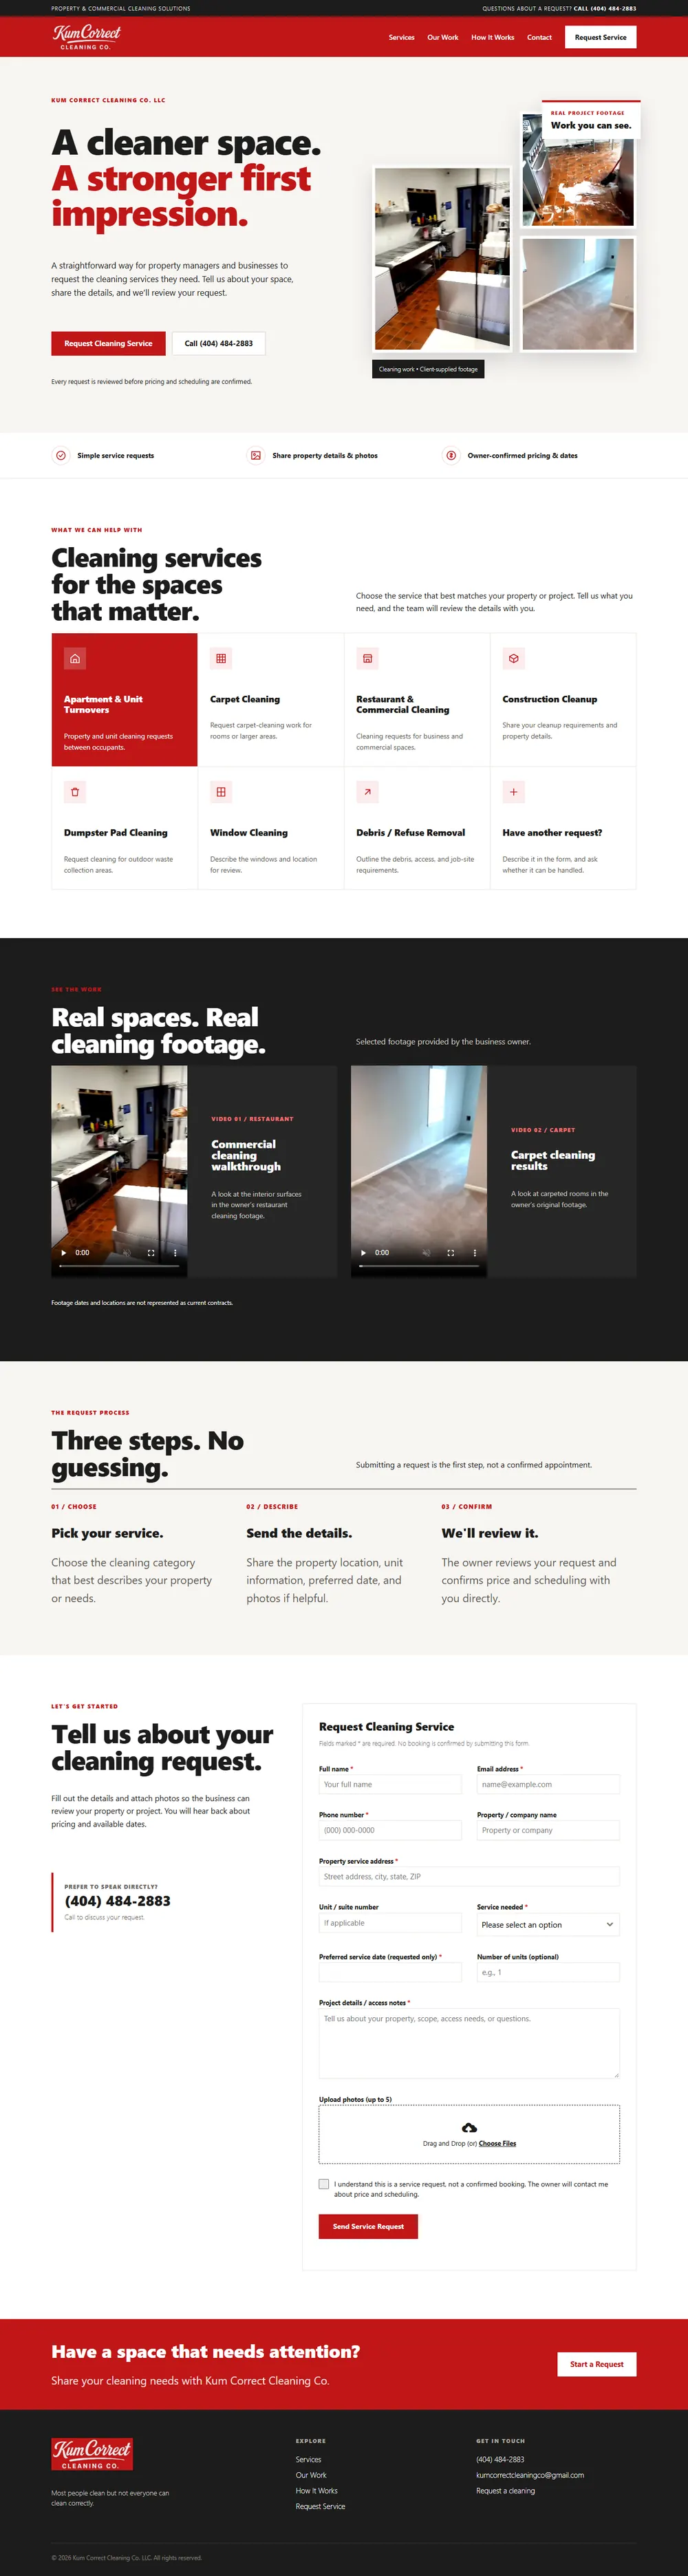 PROPERTY & COMMERCIAL CLEANING SOLUTIONS
QUESTIONS ABOUT A REQUEST? CALL (404) 484-2883
Kum Correct
CLEANING CO.
Services
Our Work
How It Works
Contact
Request Service
KUM CORRECT CLEANING CO. LLC
A cleaner space.
A stronger first
impression.
A straightforward way for property managers and businesses to
request the cleaning services they need. Tell us about your space,
share the details, and we'll review your request.
Request Cleaning Service
Call (404) 484-2883
Every request is reviewed before pricing and scheduling are confirmed.
REAL PROJECT FOOTAGE
Work you can see.
Cleaning work • Client-supplied footage
Simple service requests
Share property details & photos
Owner-confirmed pricing & dates
WHAT WE CAN HELP WITH
Cleaning services
for the spaces
that matter.
Choose the service that best matches your property or project. Tell us what you
need, and the team will review the details with you.
Apartment & Unit
Turnovers
Property and unit cleaning requests
between occupants.
Carpet Cleaning
Request carpet-cleaning work for
rooms or larger areas.
Restaurant &
Commercial Cleaning
Cleaning requests for business and
commercial spaces.
Construction Cleanup
Share your cleanup requirements and
property details.
Dumpster Pad Cleaning
Request cleaning for outdoor waste
collection areas.
Window Cleaning
Describe the windows and location
for review.
Debris / Refuse Removal
Outline the debris, access, and job-site
requirements.
Have another request?
Describe it in the form, and ask
whether it can be handled.
SEE THE WORK
Real spaces. Real
cleaning footage.
Selected footage provided by the business owner.
0:00
VIDEO 01 / RESTAURANT
Commercial
cleaning
walkthrough
A look at the interior surfaces
in the owner's restaurant
cleaning footage.
0:00
VIDEO 02 / CARPET
Carpet cleaning
results
A look at carpeted rooms in the
owner's original footage.
Footage dates and locations are not represented as current contracts.
THE REQUEST PROCESS
Three steps. No
guessing.
Submitting a request is the first step, not a confirmed appointment.
01 / CHOOSE
Pick your service.
Choose the cleaning category
that best describes your property
or needs.
02 / DESCRIBE
Send the details.
Share the property location, unit
information, preferred date, and
photos if helpful.
03 / CONFIRM
We'll review it.
The owner reviews your request and
confirms price and scheduling with
you directly.
LET'S GET STARTED
Tell us about your
cleaning request.
Fill out the details and attach photos so the business can
review your property or project. You will hear back about
pricing and available dates.
PREFER TO SPEAK DIRECTLY?
(404) 484-2883
Call to discuss your request.
Request Cleaning Service
Fields marked * are required. No booking is confirmed by submitting this form.
Full name *
Your full name
Email address *
name@example.com
Phone number *
(000) 000-0000
Property / company name
Property or company
Property service address *
Street address, city, state, ZIP
Unit / suite number
If applicable
Service needed *
Please select an option
Preferred service date (requested only) *
Number of units (optional)
e.g., 1
Project details / access notes *
Tell us about your property, scope, access needs, or questions.
Upload photos (up to 5)
Drag and Drop (or) Choose Files
I understand this is a service request, not a confirmed booking. The owner will contact me
about price and scheduling.
Send Service Request
Have a space that needs attention?
Share your cleaning needs with Kum Correct Cleaning Co.
Start a Request
Kum Correct
CLEANING CO.
Most people clean but not everyone can
clean correctly.
EXPLORE
Services
Our Work
How It Works
Request Service
GET IN TOUCH
(404) 484-2883
kumcorrectcleaningco@gmail.com
Request a cleaning
© 2026 Kum Correct Cleaning Co. LLC. All rights reserved.